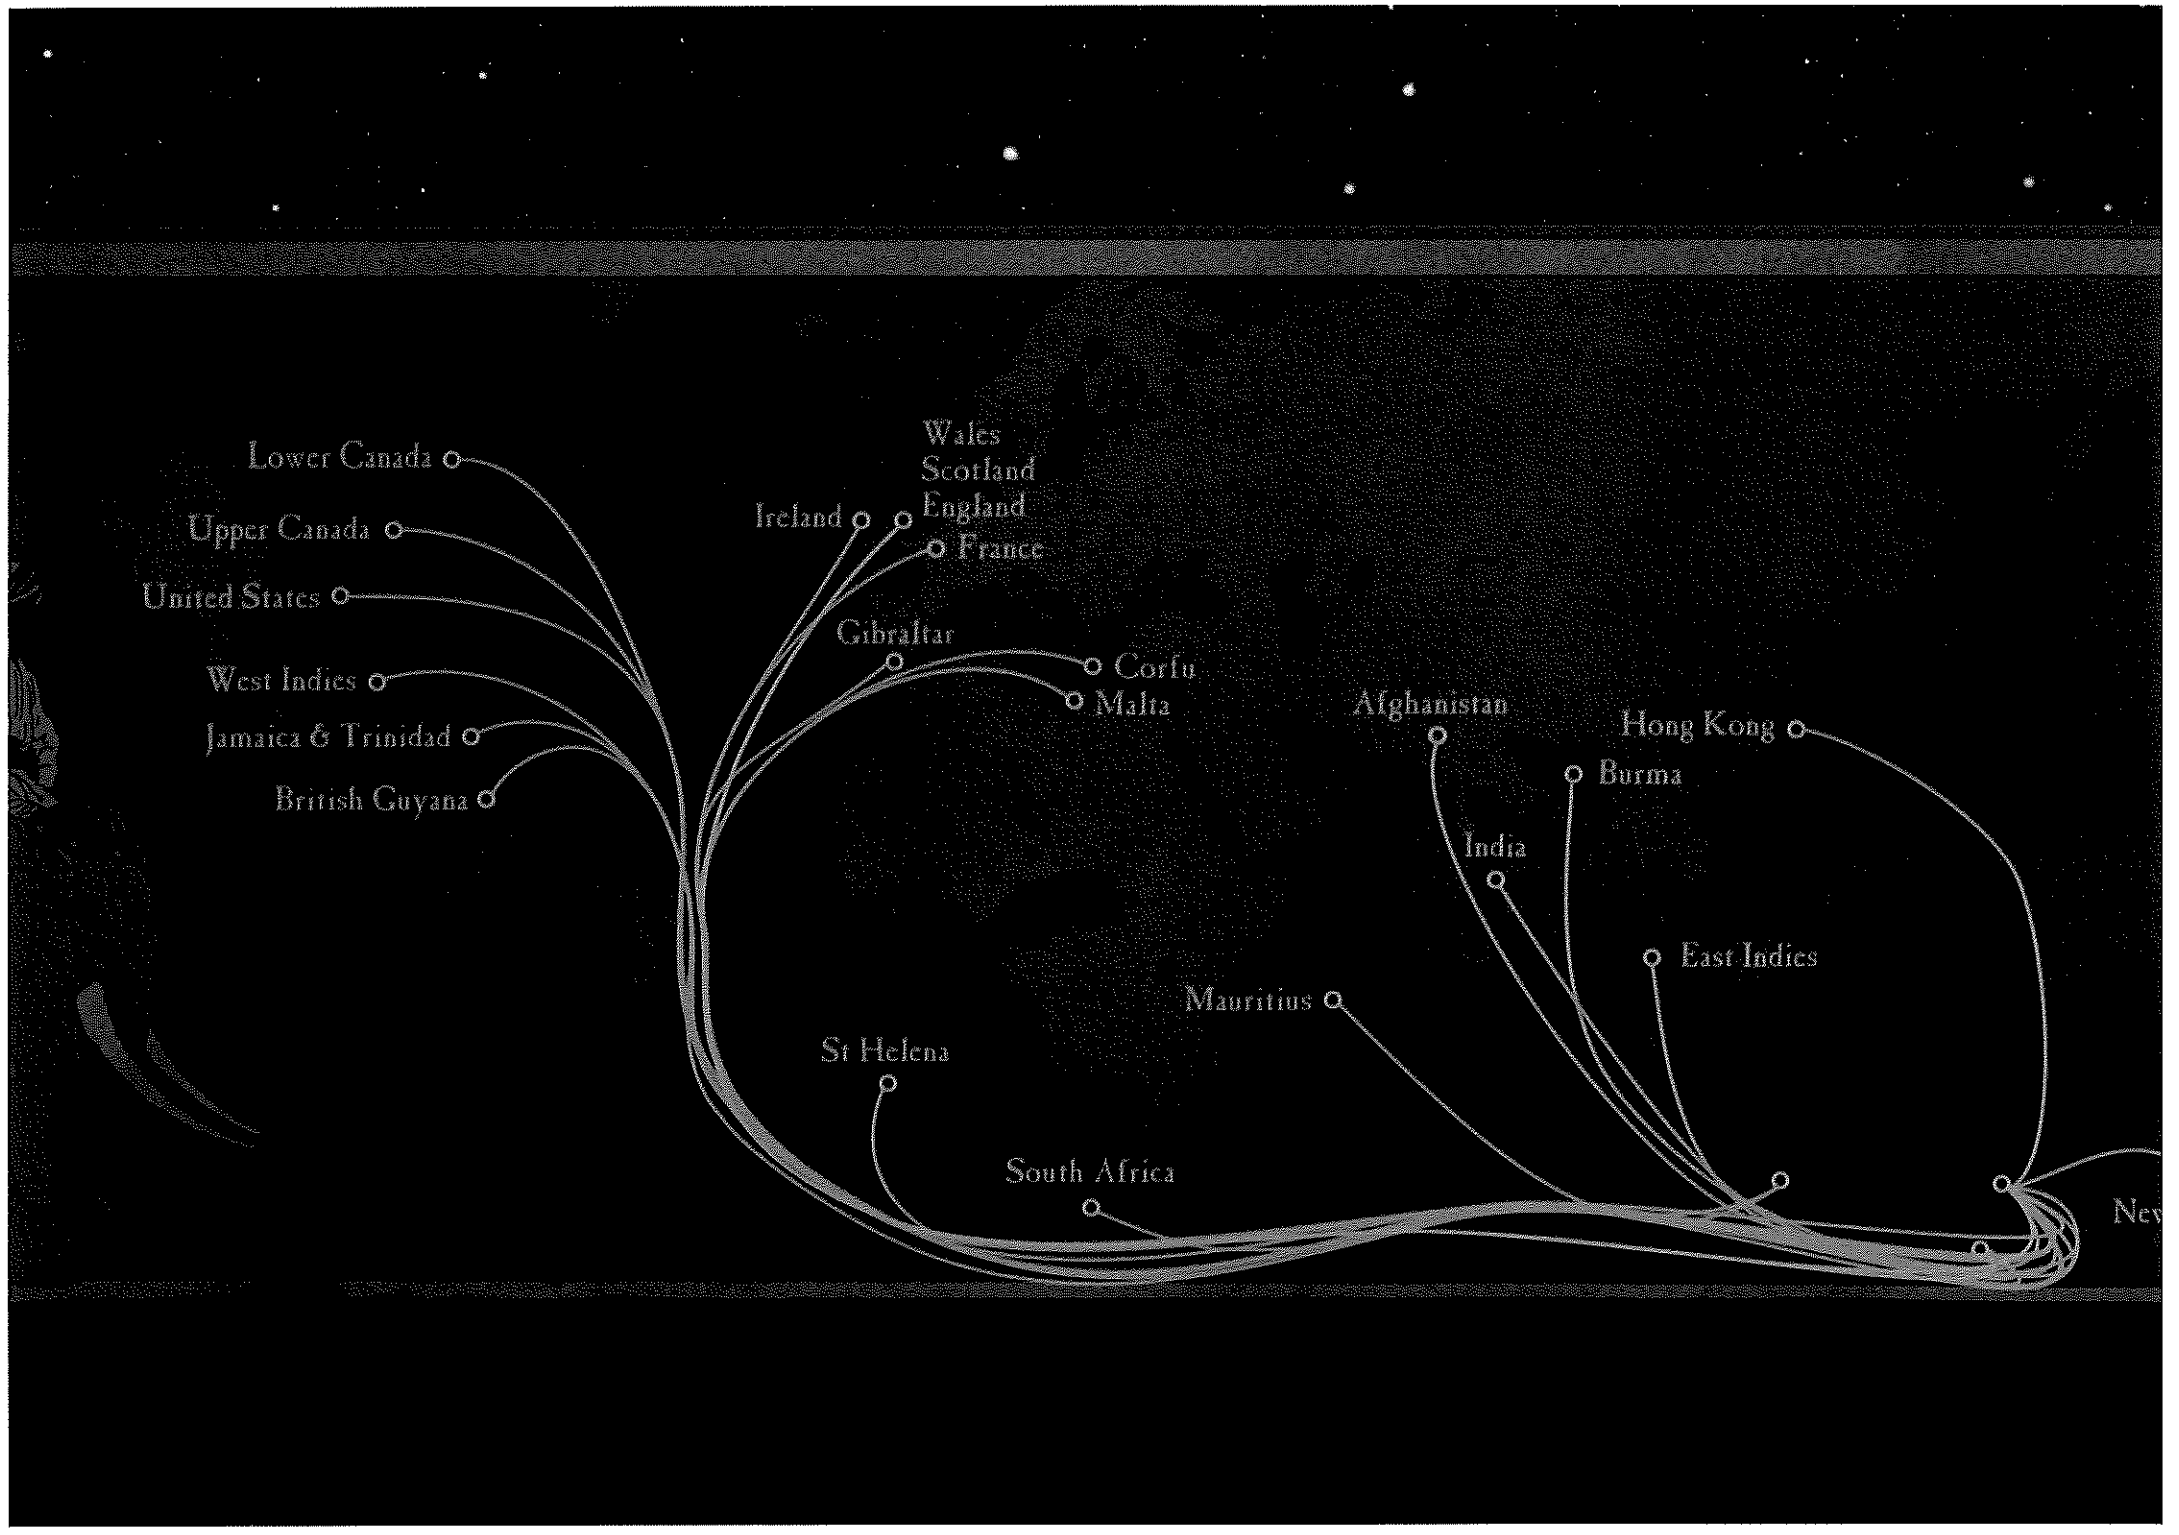 Wales
Scotland
England
Lower Canada
Ireland
Upper Canada
France
United States
Gibraltar
Corfu
West Indies
Malta
Afghanistan
Hong Kong
Jamaica & Trinidad
Burma
British Guyana
India
East Indies
Mauritius
St Helena
South Africa